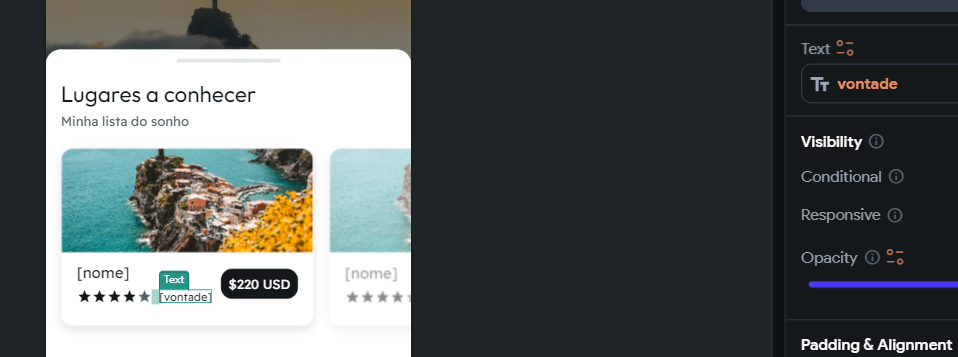 Lugares a conhecer
Minha lista do sonho
[nome]
Text
[vontade]
$220 USD
[nome]
Text
Tт vontade
Visibility
Conditional
Responsive
Opacity
Padding & Alignment